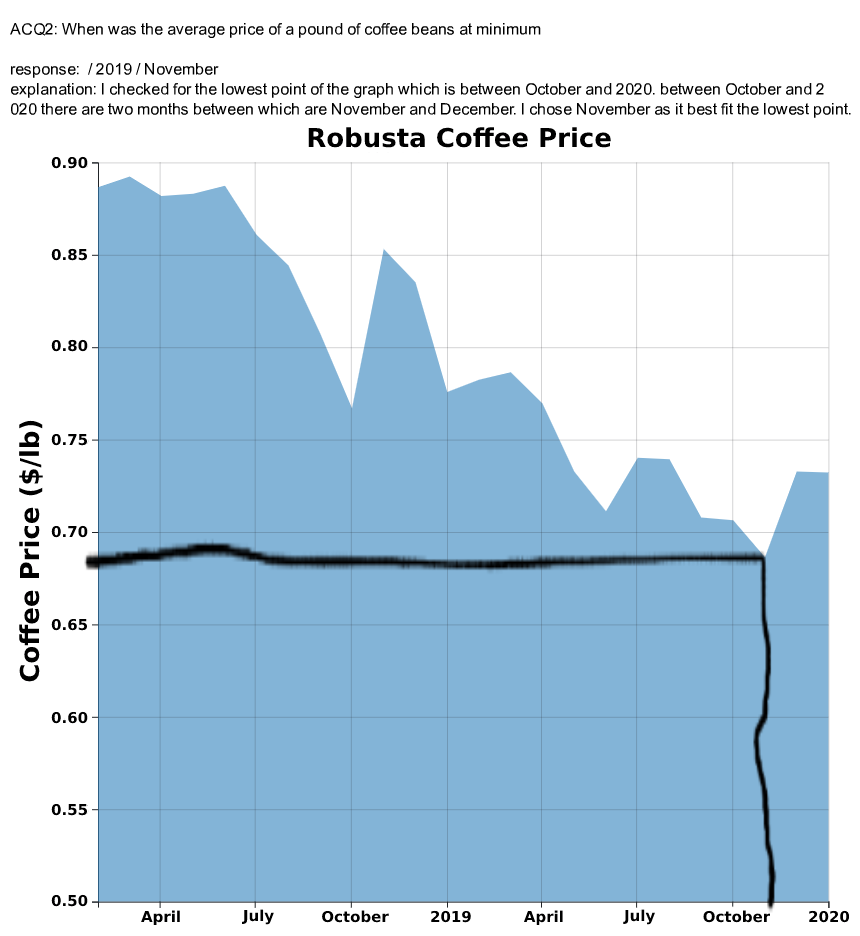 ACQ2: When was the average price of a pound of coffee beans at minimum
response:  / 2019 / November
explanation: I checked for the lowest point of the graph which is between October and 2020. between October and 2
020 there are two months between which are November and December. I chose November as it best fit the lowest point.
Robusta Coffee Price
0.90
0.85
0.80
0.75
0.70
0.65
0.60
0.55
0.50
Coffee Price ($/lb)
April July October 2019 April July October 2020